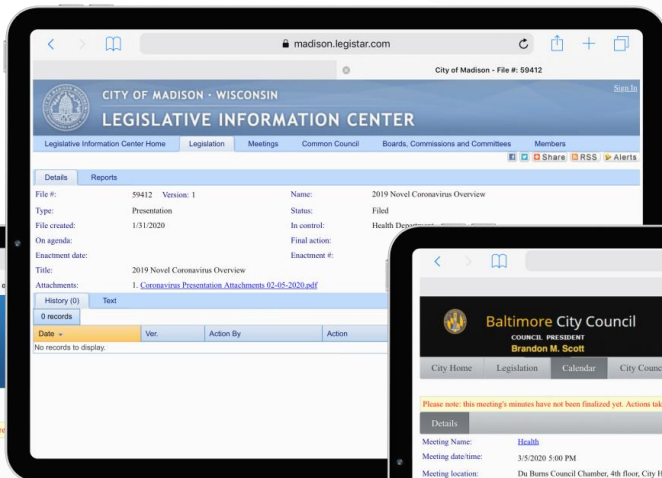 madison.legistar.com
City of Madison - File #: 59412
CITY OF MADISON · WISCONSIN
Sign In
LEGISLATIVE INFORMATION CENTER
Legislative Information Center Home Legislation Meetings Common Council Boards, Commissions and Committees Members
Share RSS Alerts
Details Reports
File #: 59412 Version: 1 Name: 2019 Novel Coronavirus Overview
Type: Presentation Status: Filed
File created: 1/31/2020 In control: Health Department
On agenda: Final action:
Enactment date: Enactment #:
Title: 2019 Novel Coronavirus Overview
Attachments: 1. Coronavirus Presentation Attachments 02-05-2020.pdf
History (0) Text
0 records
Date Ver. Action By Action
No records to display.
Baltimore City Council
COUNCIL PRESIDENT
Brandon M. Scott
City Home Legislation Calendar City Counc
Please note: this meeting's minutes have not been finalized yet. Actions tak
Details
Meeting Name: Health
Meeting date/time: 3/5/2020 5:00 PM
Meeting location: Du Burns Council Chamber, 4th floor, City H